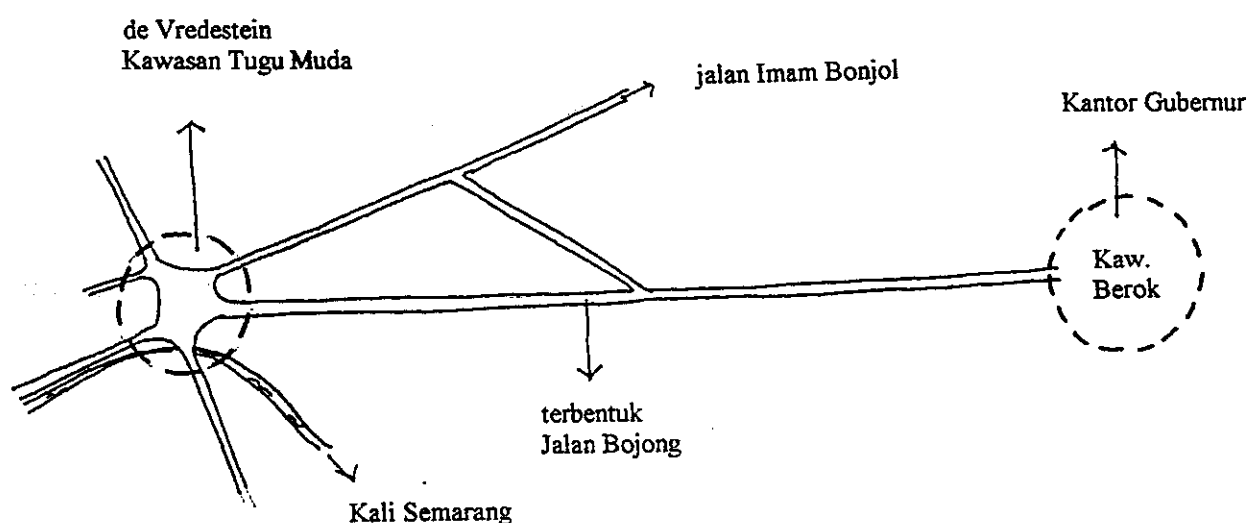 de Vredestein
Kawasan Tugu Muda
jalan Imam Bonjol
Kantor Gubernur
Kaw.
Berok
terbentuk
Jalan Bojong
Kali Semarang